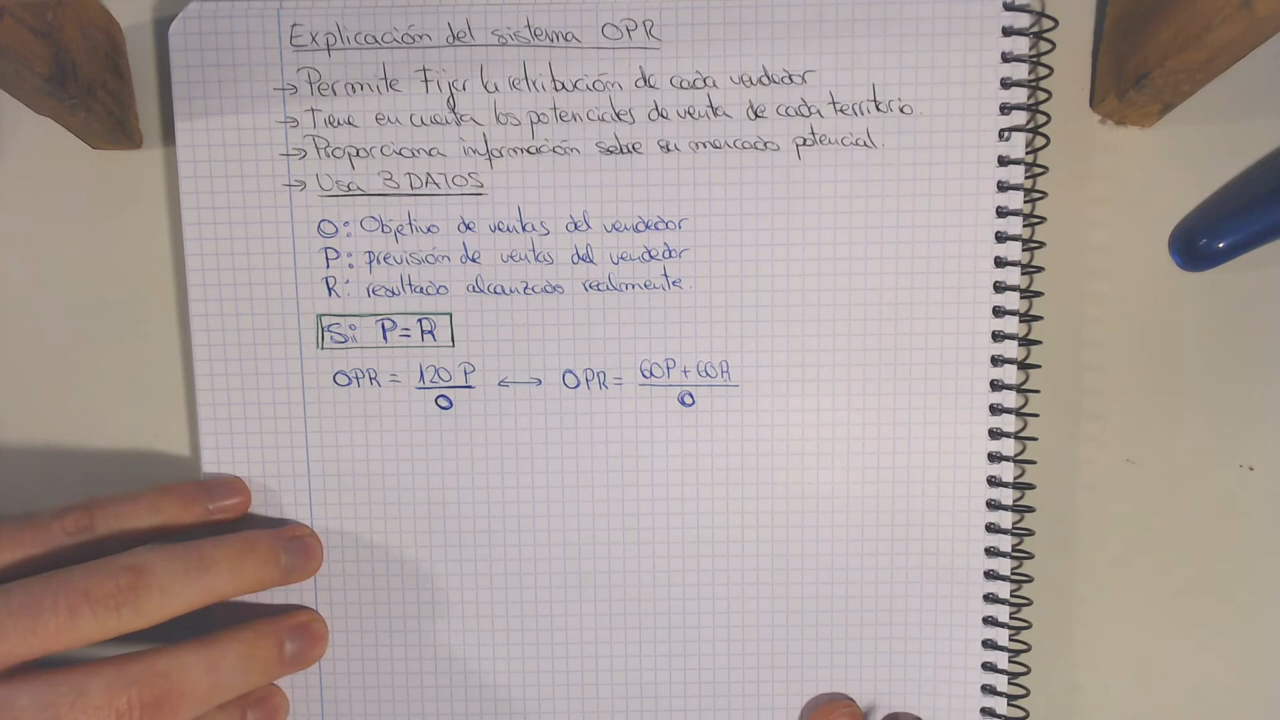 Explicación del sistema OPR
→ Permite Fijar la retribución de cada vendedor
→ Tiene en cuenta los potenciales de venta de cada territorio.
→ Proporciona información sobre su mercado potencial.
→ Usa 3 DATOS
O: Objetivo de ventas del vendedor
P: previsión de ventas del vendedor
R: resultado alcanzado realmente.
Si P=R
OPR = 120 P / O ↔ OPR = 60P+60R / O